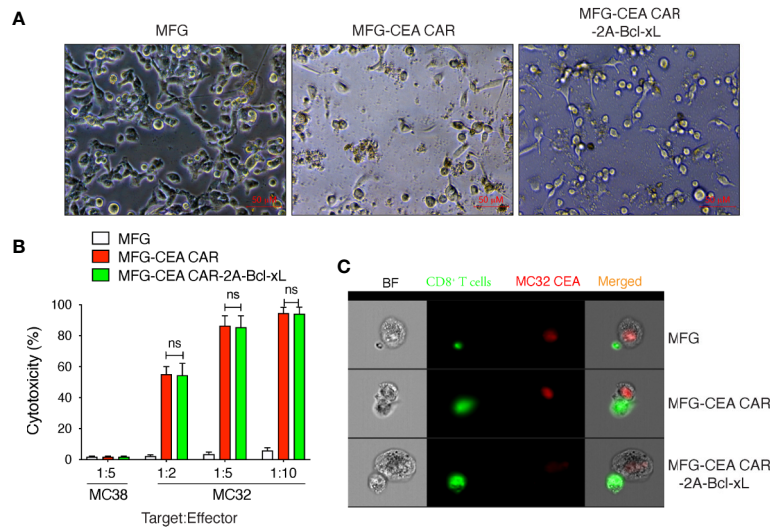 A
MFG
MFG-CEA CAR
MFG-CEA CAR
-2A-Bcl-xL
50 µM
50 µM
50 µM
B
MFG
MFG-CEA CAR
MFG-CEA CAR-2A-Bcl-xL
Cytotoxicity (%)
100
80
60
40
20
0
ns
ns
ns
1:5
1:2
1:5
1:10
MC38
MC32
Target:Effector
C
BF
CD8⁺ T cells
MC32 CEA
Merged
MFG
MFG-CEA CAR
MFG-CEA CAR
-2A-Bcl-xL